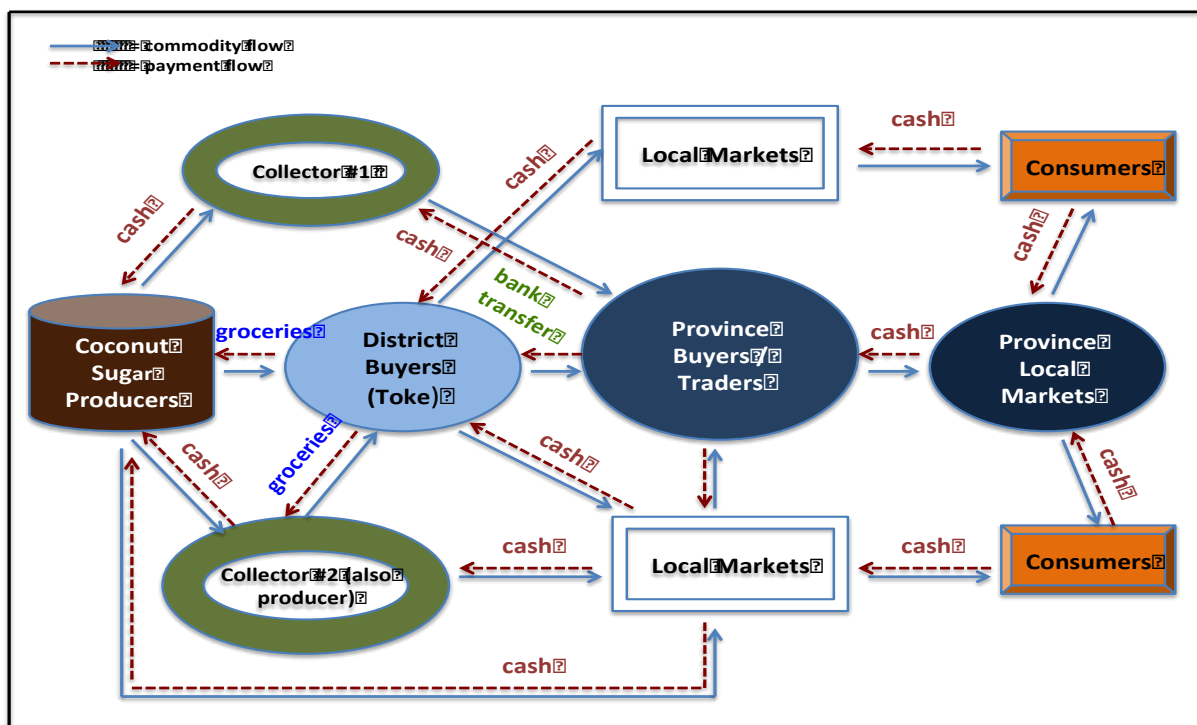 = commodity flow
= payment flow
cash
Local Markets
Consumers
Collector #1
cash
cash
cash
cash
bank
transfer
groceries
Coconut
Sugar
Producers
District
Buyers
(Toke)
Province
Buyers /
Traders
cash
Province
Local
Markets
cash
groceries
cash
cash
Collector #2 (also
producer)
cash
Local Markets
cash
Consumers
cash